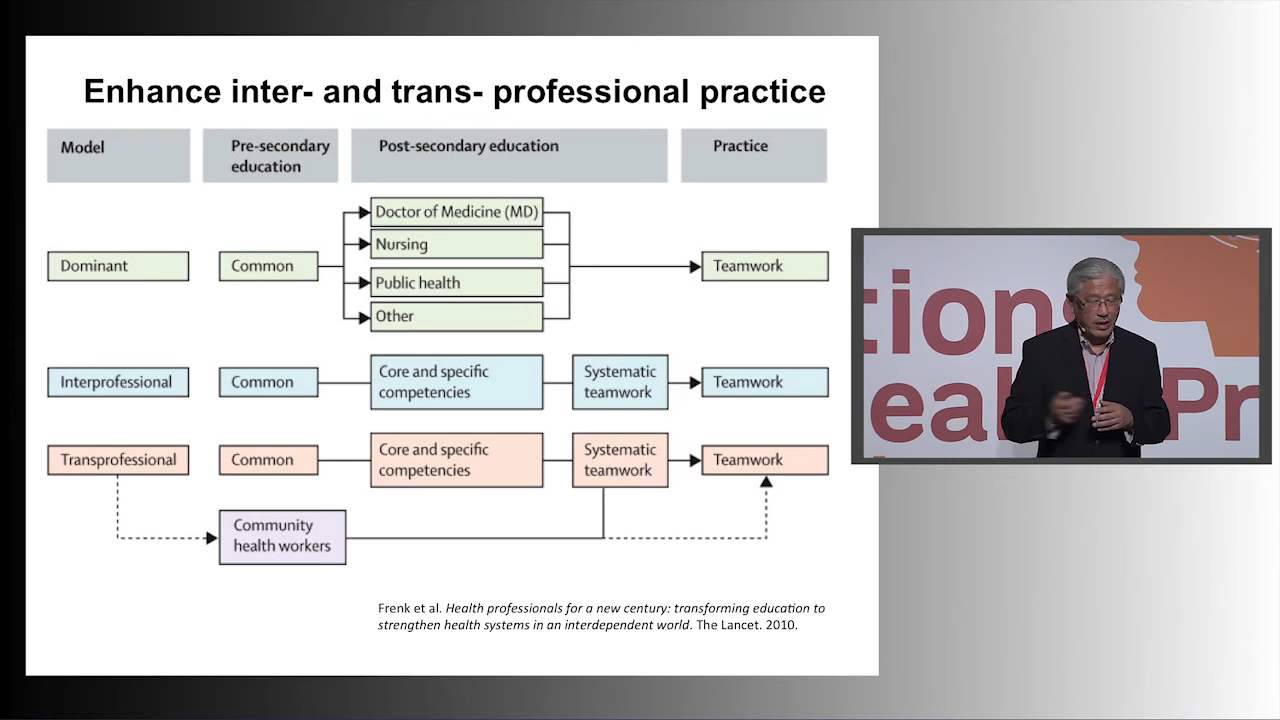 Enhance inter- and trans- professional practice
Model
Pre-secondary
education
Post-secondary education
Practice
Dominant
Common
Doctor of Medicine (MD)
Nursing
Public health
Other
Teamwork
Interprofessional
Common
Core and specific
competencies
Systematic
teamwork
Teamwork
Transprofessional
Common
Core and specific
competencies
Systematic
teamwork
Teamwork
Community
health workers
Frenk et al. Health professionals for a new century: transforming education to
strengthen health systems in an interdependent world. The Lancet. 2010.